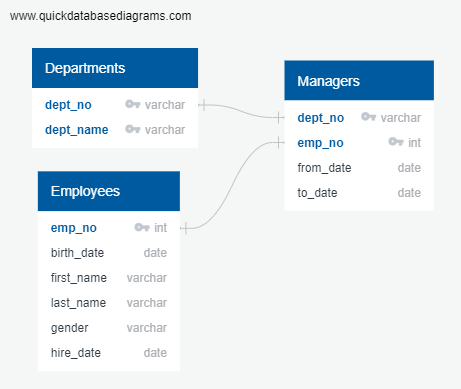 www.quickdatabasediagrams.com
Departments
dept_no varchar
dept_name varchar
Managers
dept_no varchar
emp_no int
from_date date
to_date date
Employees
emp_no int
birth_date date
first_name varchar
last_name varchar
gender varchar
hire_date date